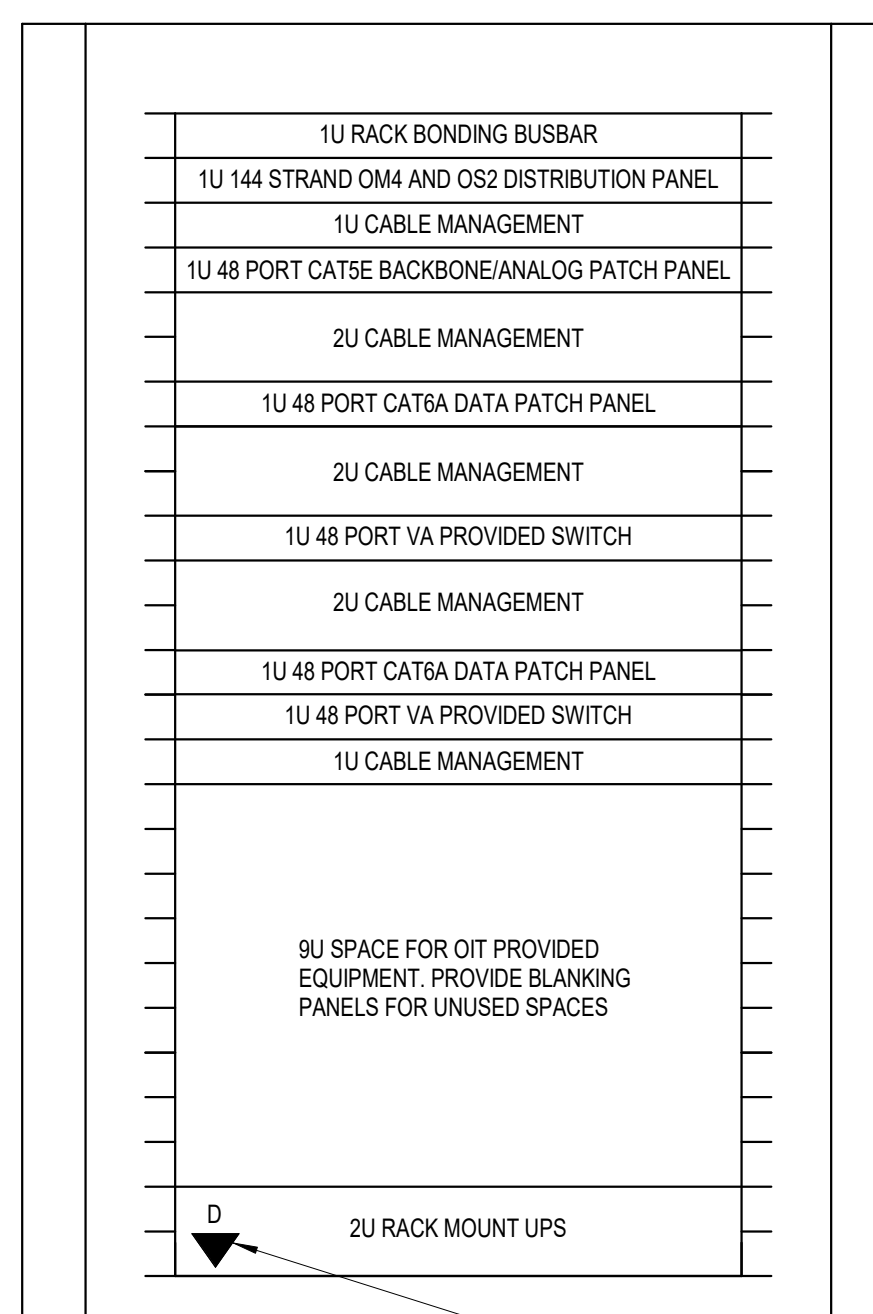 1U RACK BONDING BUSBAR
1U 144 STRAND OM4 AND OS2 DISTRIBUTION PANEL
1U CABLE MANAGEMENT
1U 48 PORT CAT5E BACKBONE/ANALOG PATCH PANEL
2U CABLE MANAGEMENT
1U 48 PORT CAT6A DATA PATCH PANEL
2U CABLE MANAGEMENT
1U 48 PORT VA PROVIDED SWITCH
2U CABLE MANAGEMENT
1U 48 PORT CAT6A DATA PATCH PANEL
1U 48 PORT VA PROVIDED SWITCH
1U CABLE MANAGEMENT
9U SPACE FOR OIT PROVIDED
EQUIPMENT. PROVIDE BLANKING
PANELS FOR UNUSED SPACES
D
2U RACK MOUNT UPS